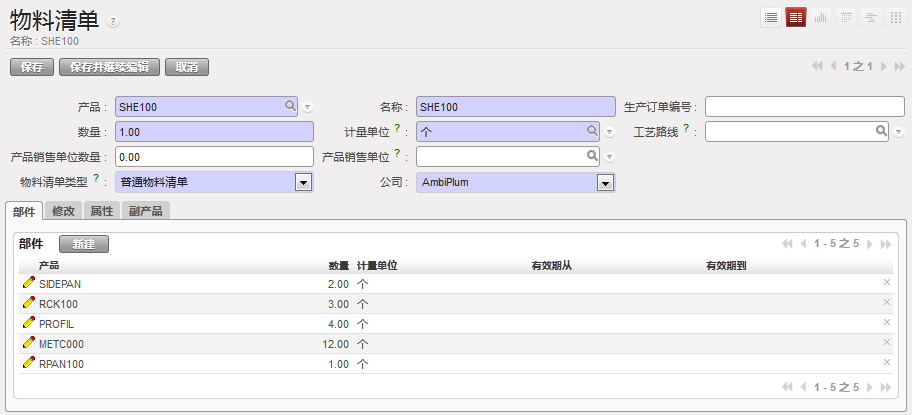 物料清单 ?
名称 : SHE100
保存 保存并继续编辑 取消 1 之 1
产品 : SHE100 名称 : SHE100 生产订单编号 :
数量 : 1.00 计量单位 ? : 个 工艺路线 ? :
产品销售单位数量 : 0.00 产品销售单位 ? :
物料清单类型 ? : 普通物料清单 公司 : AmbiPlum
部件 修改 属性 副产品
部件 新建 1 - 5 之 5
产品 数量 计量单位 有效期从 有效期到
SIDEPAN 2.00 个
RCK100 3.00 个
PROFIL 4.00 个
METC000 12.00 个
RPAN100 1.00 个
1 - 5 之 5